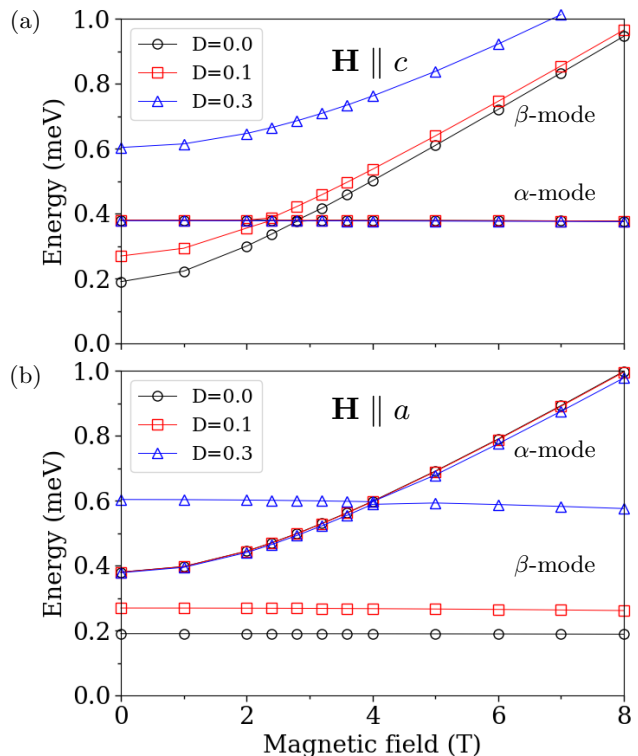 (a)
1.0
0.8
0.6
0.4
0.2
0.0
Energy (meV)
D=0.0
D=0.1
D=0.3
H ∥ c
β-mode
α-mode
(b)
1.0
0.8
0.6
0.4
0.2
0.0
Energy (meV)
D=0.0
D=0.1
D=0.3
H ∥ a
α-mode
β-mode
0 2 4 6 8
Magnetic field (T)